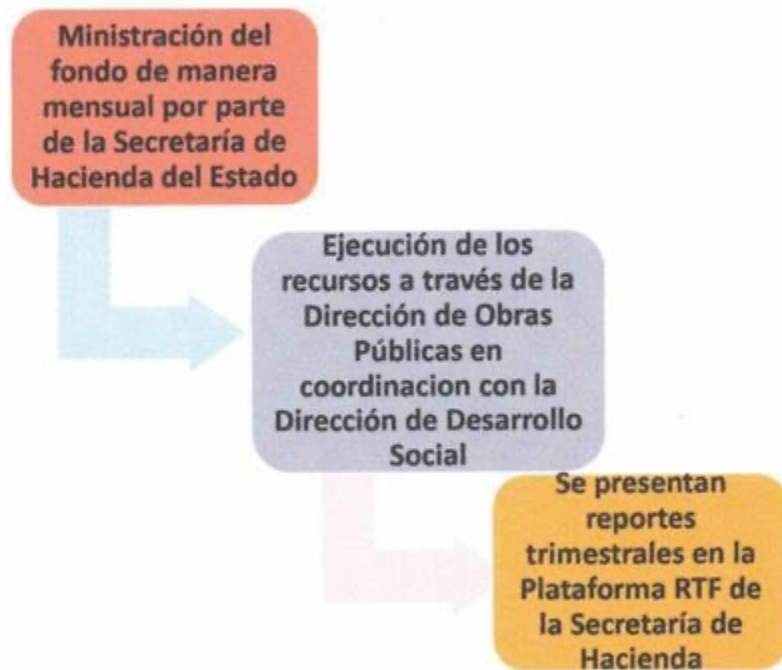 Ministración del
fondo de manera
mensual por parte
de la Secretaría de
Hacienda del Estado
Ejecución de los
recursos a través de la
Dirección de Obras
Públicas en
coordinacion con la
Dirección de Desarrollo
Social
Se presentan
reportes
trimestrales en la
Plataforma RTF de
la Secretaría de
Hacienda